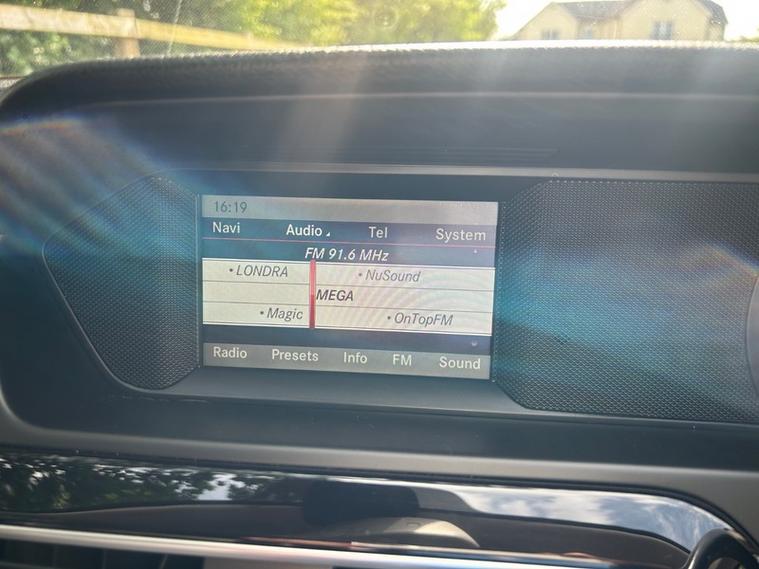 16:19
Navi Audio Tel System
FM 91.6 MHz
• LONDRA • NuSound
MEGA
• Magic • OnTopFM
Radio Presets Info FM Sound